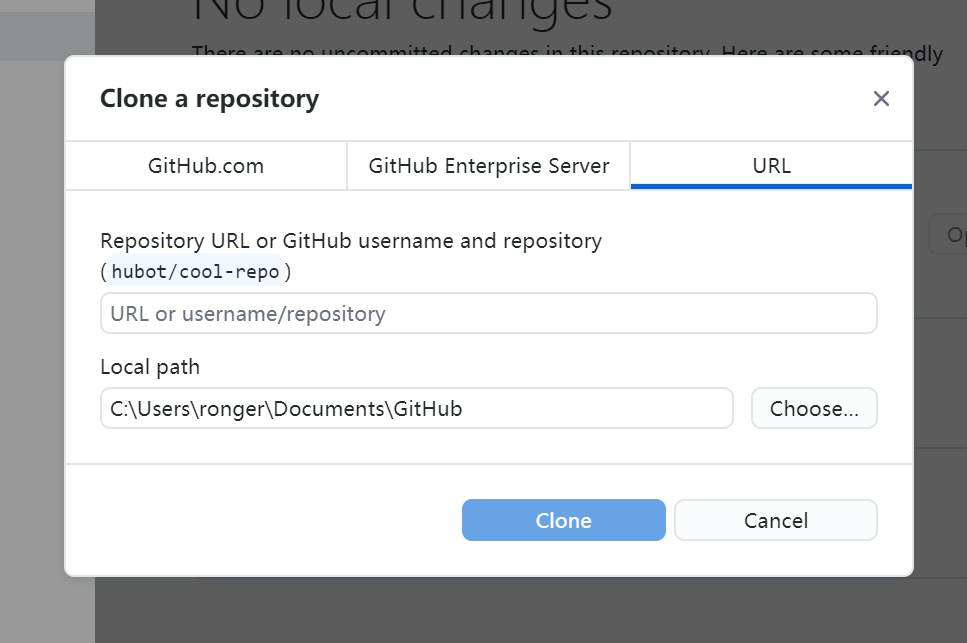 No local changes
There are no uncommitted changes in this repository. Here are some friendly
Clone a repository
GitHub.com
GitHub Enterprise Server
URL
Repository URL or GitHub username and repository
(hubot/cool-repo)
URL or username/repository
Local path
C:\Users\ronger\Documents\GitHub
Choose...
Clone
Cancel